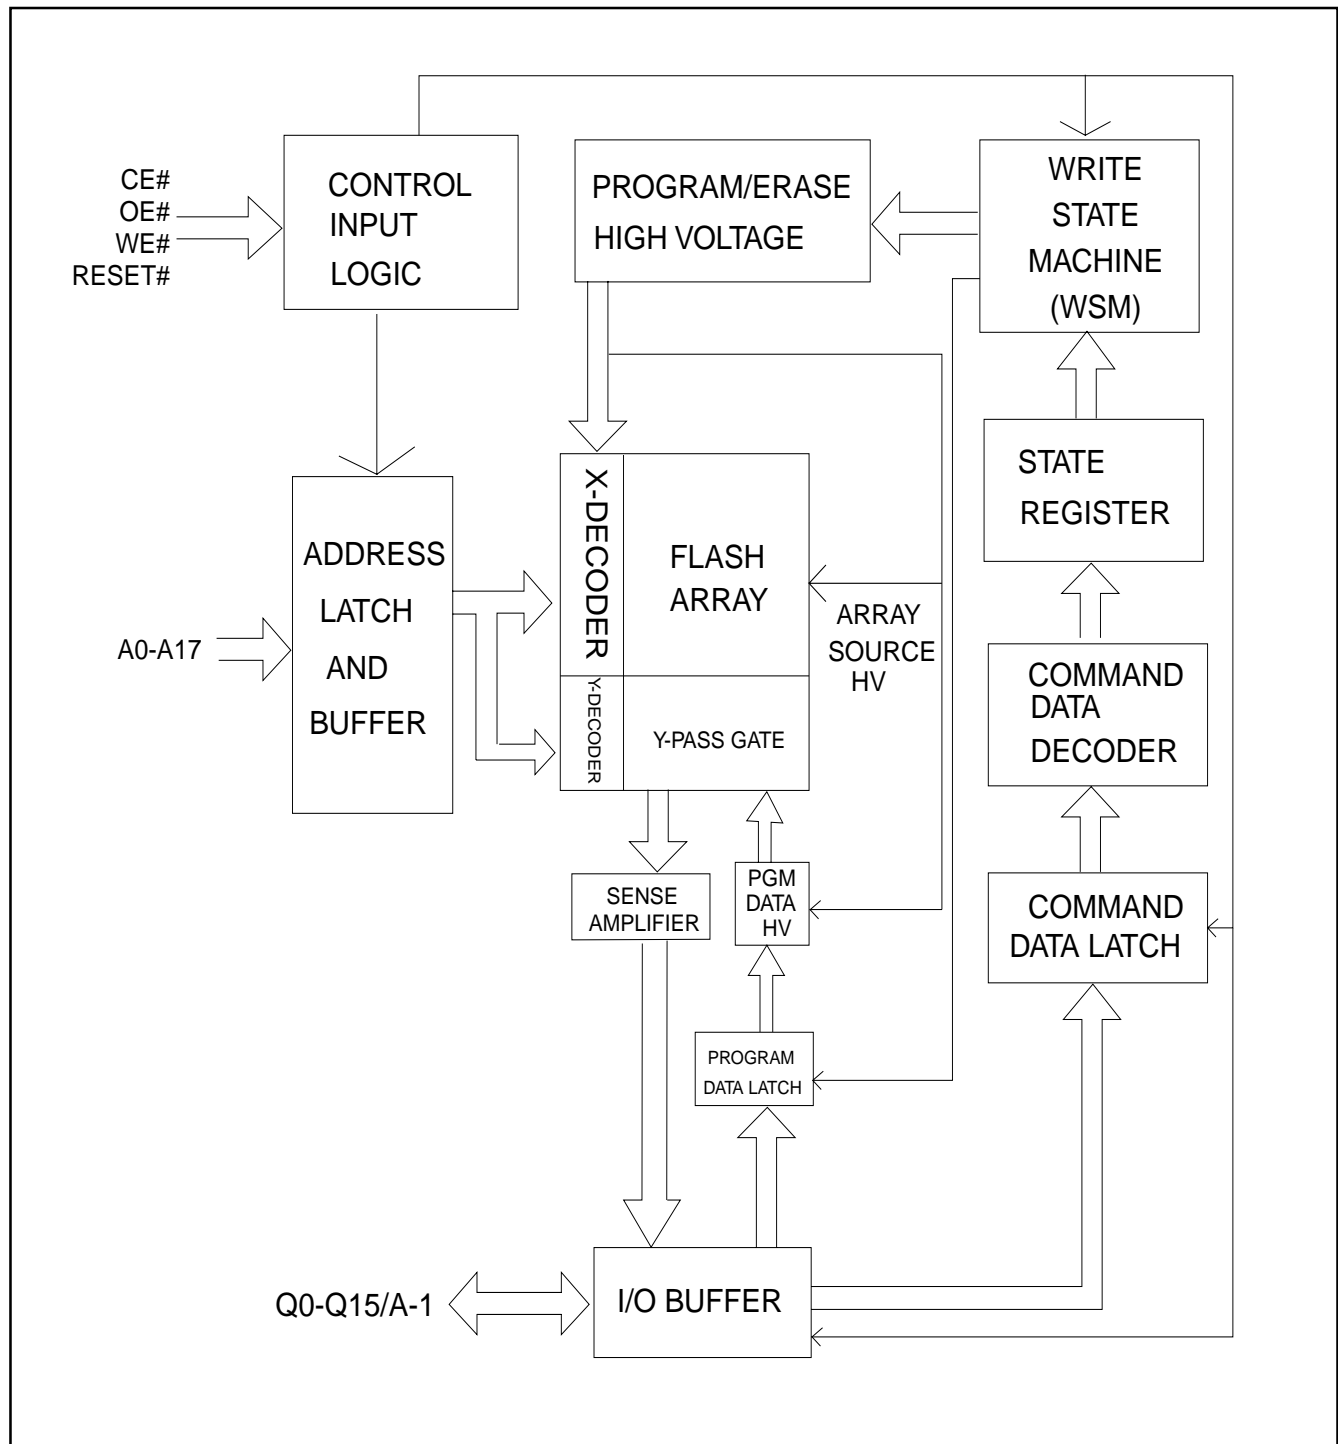 CE#
OE#
WE#
RESET#
CONTROL
INPUT
LOGIC
PROGRAM/ERASE
HIGH VOLTAGE
WRITE
STATE
MACHINE
(WSM)
STATE
REGISTER
X-DECODER
FLASH
ARRAY
ADDRESS
LATCH
AND
BUFFER
A0-A17
ARRAY
SOURCE
HV
Y-DECODER
Y-PASS GATE
COMMAND
DATA
DECODER
SENSE
AMPLIFIER
PGM
DATA
HV
COMMAND
DATA LATCH
PROGRAM
DATA LATCH
Q0-Q15/A-1
I/O BUFFER